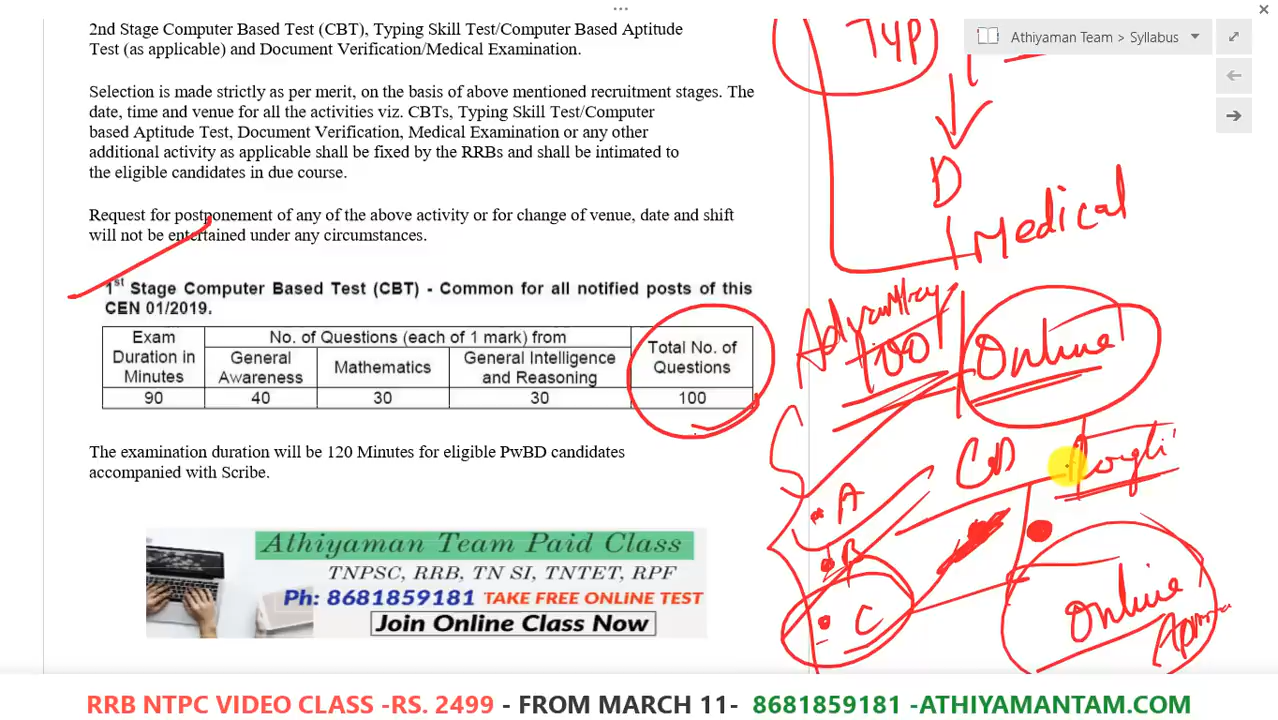 2nd Stage Computer Based Test (CBT), Typing Skill Test/Computer Based Aptitude
Test (as applicable) and Document Verification/Medical Examination.
Selection is made strictly as per merit, on the basis of above mentioned recruitment stages. The
date, time and venue for all the activities viz. CBTs, Typing Skill Test/Computer
based Aptitude Test, Document Verification, Medical Examination or any other
additional activity as applicable shall be fixed by the RRBs and shall be intimated to
the eligible candidates in due course.
Request for postponement of any of the above activity or for change of venue, date and shift
will not be entertained under any circumstances.
1st Stage Computer Based Test (CBT) - Common for all notified posts of this
CEN 01/2019.
Exam Duration in Minutes
No. of Questions (each of 1 mark) from
Total No. of Questions
General Awareness
Mathematics
General Intelligence and Reasoning
90 40 30 30 100
The examination duration will be 120 Minutes for eligible PwBD candidates
accompanied with Scribe.
Athiyaman Team Paid Class
TNPSC, RRB, TN SI, TNTET, RPF
Ph: 8681859181 TAKE FREE ONLINE TEST
Join Online Class Now
Athiyaman Team > Syllabus
Typ
D
Medical
100
Online
A
B
C
Online
RRB NTPC VIDEO CLASS -RS. 2499 - FROM MARCH 11- 8681859181 -ATHIYAMANTAM.COM